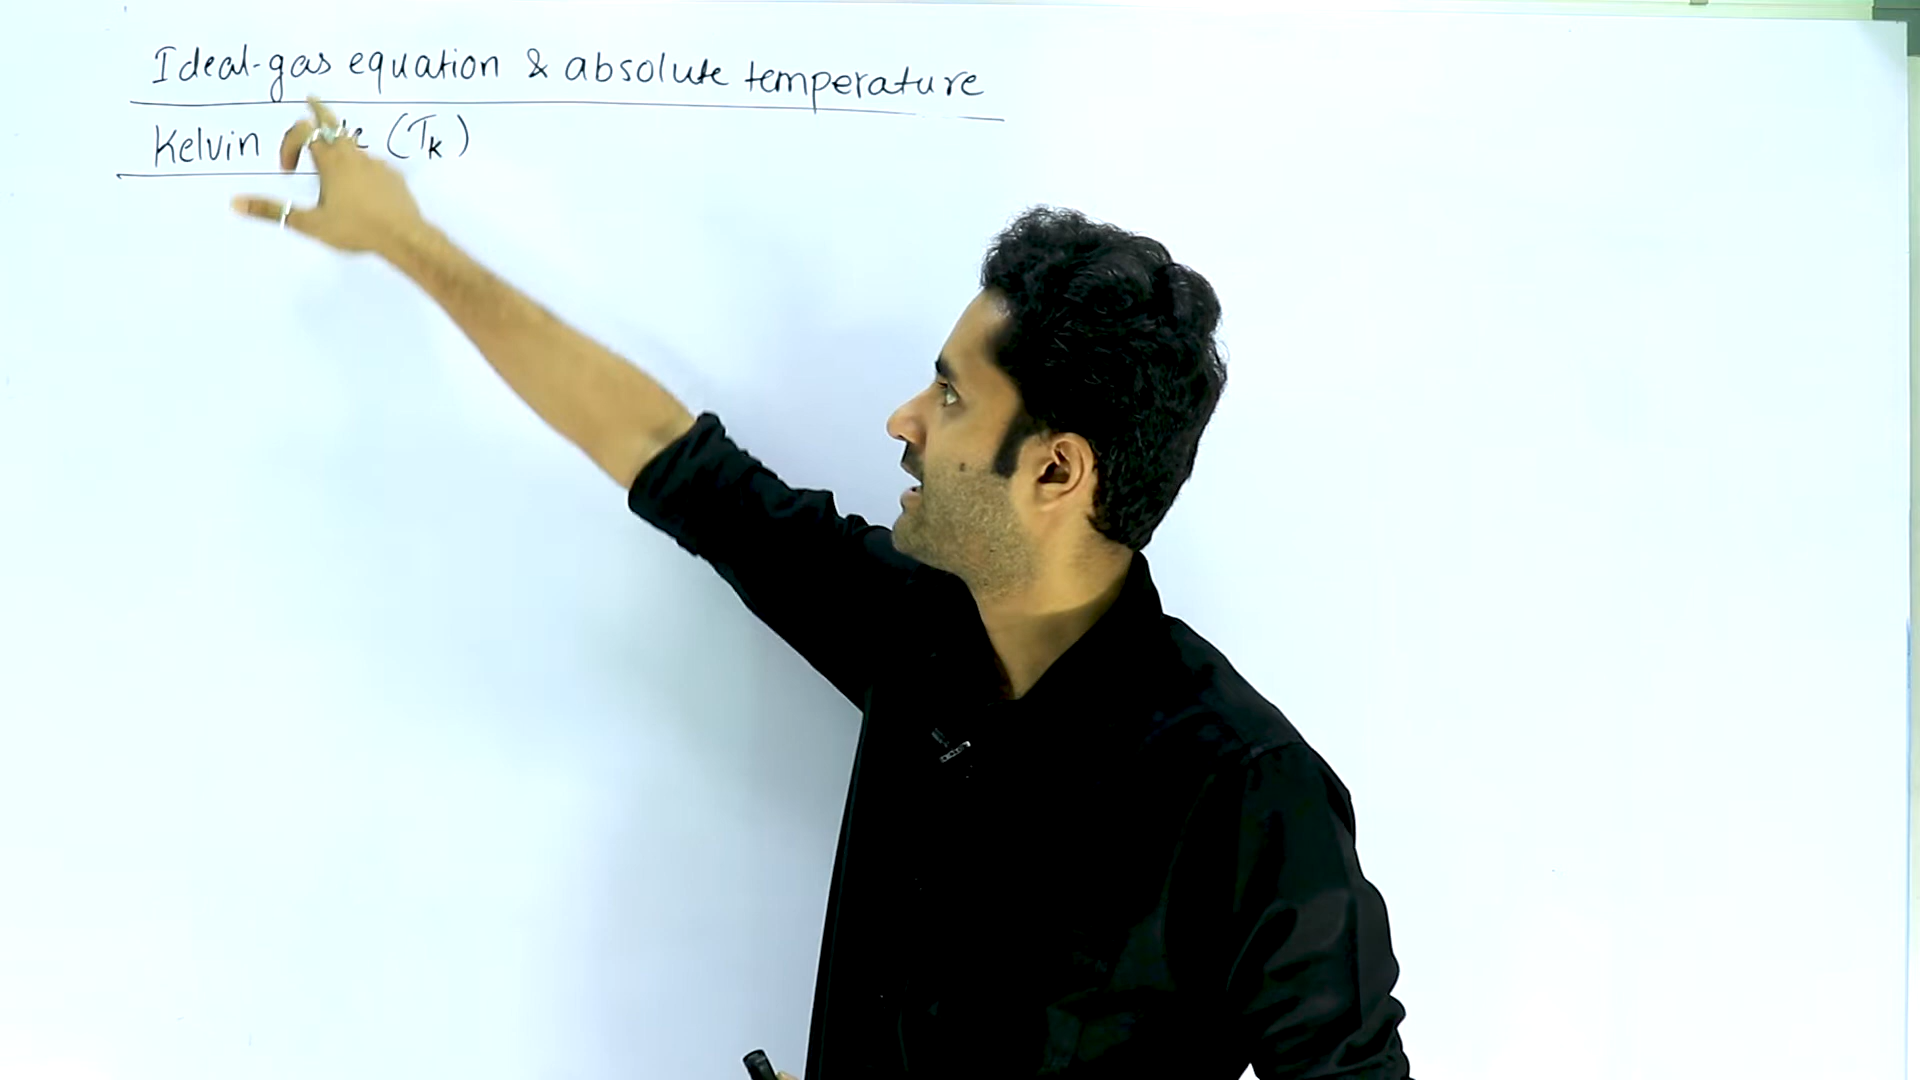 Ideal-gas equation & absolute temperature
Kelvin (TK)